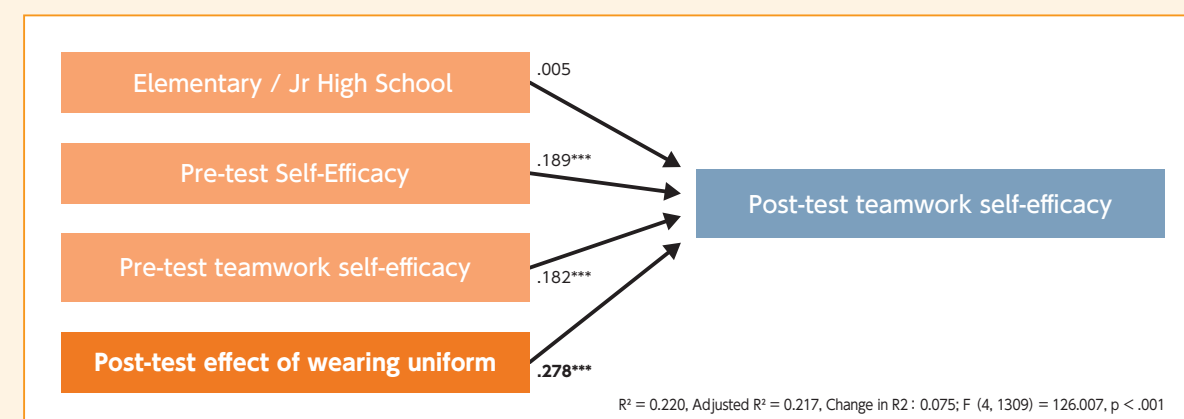 Elementary / Jr High School
.005
Pre-test Self-Efficacy
.189***
Pre-test teamwork self-efficacy
.182***
Post-test effect of wearing uniform
.278***
Post-test teamwork self-efficacy
R² = 0.220, Adjusted R² = 0.217, Change in R2 : 0.075; F (4, 1309) = 126.007, p < .001